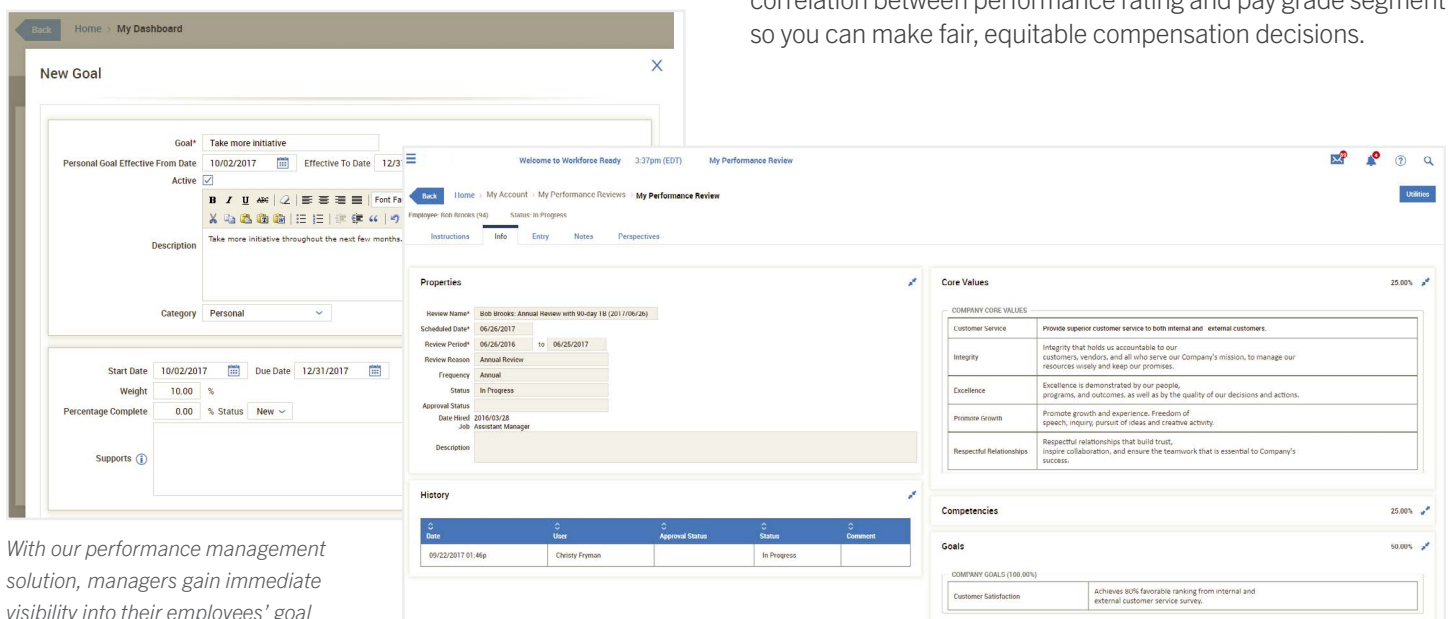 correlation between performance rating and pay grade segment
so you can make fair, equitable compensation decisions.
Back Home › My Dashboard
New Goal X
Goal* Take more initiative
Personal Goal Effective From Date 10/02/2017 Effective To Date 12/3
Active
B I U ABC Font Fa
Description Take more initiative throughout the next few months.
Category Personal
Start Date 10/02/2017 Due Date 12/31/2017
Weight 10.00 %
Percentage Complete 0.00 % Status New
Supports
With our performance management
solution, managers gain immediate
visibility into their employees' goal
Welcome to Workforce Ready 3:37pm (EDT) My Performance Review
Back Home › My Account › My Performance Reviews › My Performance Review Utilities
Employee: Bob Brooks (94) Status: In Progress
Instructions Info Entry Notes Perspectives
Properties
Review Name* Bob Brooks: Annual Review with 90-day TB (2017/06/26)
Scheduled Date* 06/26/2017
Review Period* 06/26/2016 to 06/25/2017
Review Reason Annual Review
Frequency Annual
Status In Progress
Approval Status
Date Hired 2016/03/28
Job Assistant Manager
Description
History
Date User Approval Status Status Comment
09/22/2017 01:46p Christy Fryman In Progress
Core Values 25.00%
COMPANY CORE VALUES
Customer Service Provide superior customer service to both internal and external customers.
Integrity Integrity that holds us accountable to our
customers, vendors, and all who serve our Company's mission, to manage our
resources wisely and keep our promises.
Excellence Excellence is demonstrated by our people,
programs, and outcomes, as well as by the quality of our decisions and actions.
Promote Growth Promote growth and experience. Freedom of
speech, inquiry, pursuit of ideas and creative activity.
Respectful Relationships Respectful relationships that build trust,
inspire collaboration, and ensure the teamwork that is essential to Company's
success.
Competencies 25.00%
Goals 50.00%
COMPANY GOALS (100.00%)
Customer Satisfaction Achieves 80% favorable ranking from internal and
external customer service survey.